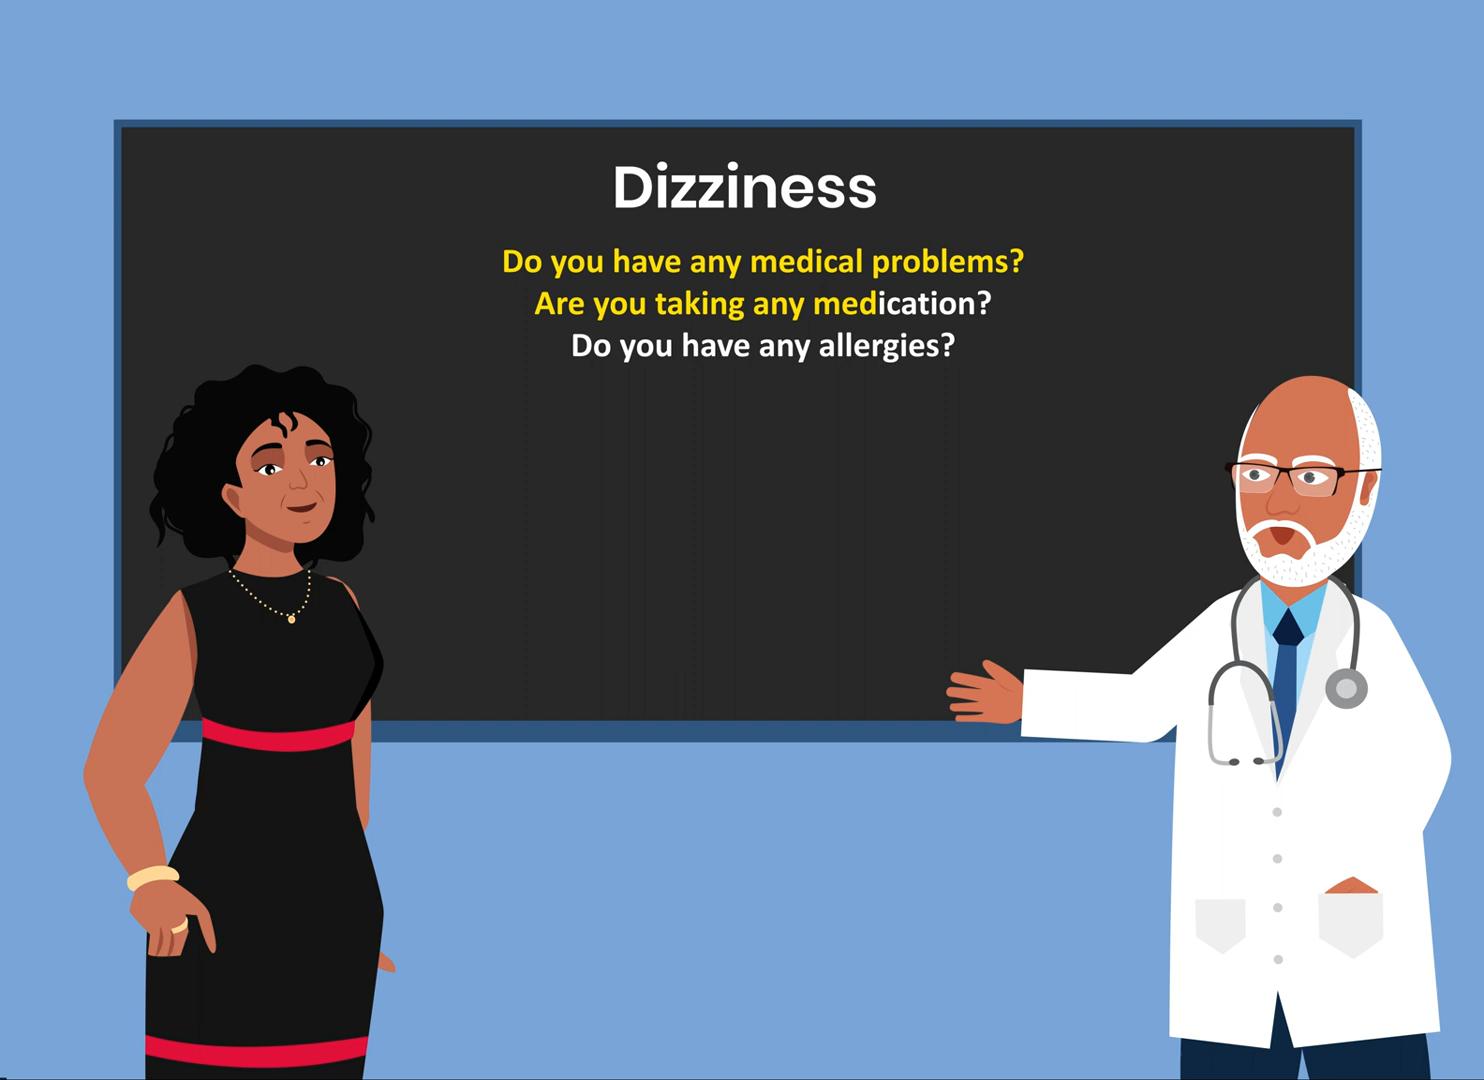 Dizziness
Do you have any medical problems?
Are you taking any medication?
Do you have any allergies?